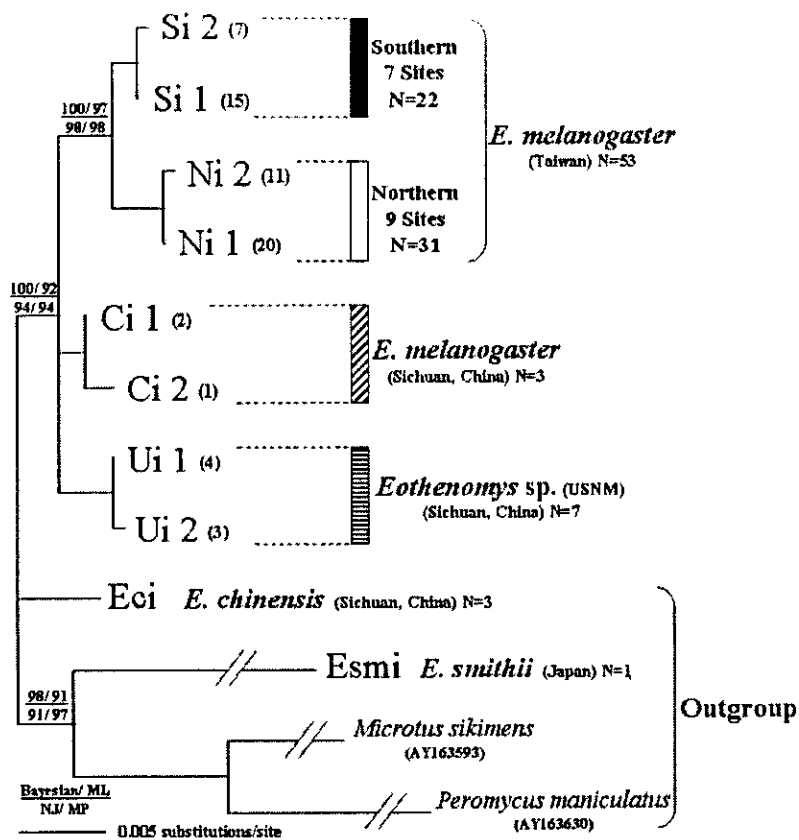 Si 2 (7)
Southern
7 Sites
N=22
Si 1 (15)
100/97
98/98
E. melanogaster
(Taiwan) N=53
Ni 2 (11)
Northern
9 Sites
N=31
Ni 1 (20)
100/92
94/94
Ci 1 (2)
E. melanogaster
(Sichuan, China) N=3
Ci 2 (1)
Ui 1 (4)
Eothenomys sp. (USNM)
(Sichuan, China) N=7
Ui 2 (3)
Eci E. chinensis (Sichuan, China) N=3
Esmi E. smithii (Japan) N=1
98/91
91/97
Outgroup
Microtus sikimens
(AY163593)
Bayesian/ ML
NJ/ MP
Peromycus maniculatus
(AY163630)
0.005 substitutions/site